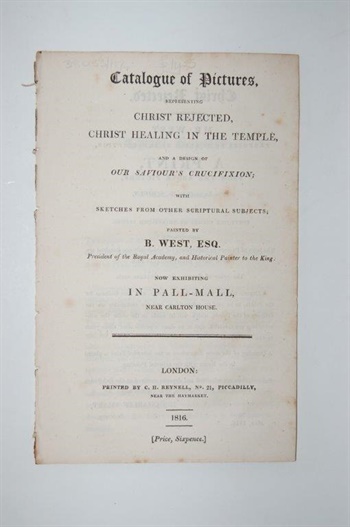 Catalogue of Pictures,
REPRESENTING
CHRIST REJECTED,
CHRIST HEALING IN THE TEMPLE,
AND A DESIGN OF
OUR SAVIOUR'S CRUCIFIXION;
WITH
SKETCHES FROM OTHER SCRIPTURAL SUBJECTS;
PAINTED BY
B. WEST, ESQ.
President of the Royal Academy, and Historical Painter to the King.
NOW EXHIBITING
IN PALL-MALL,
NEAR CARLTON HOUSE.
LONDON:
PRINTED BY C. H. REYNELL, No. 21, PICCADILLY,
NEAR THE HAYMARKET.
1816.
[Price, Sixpence.]